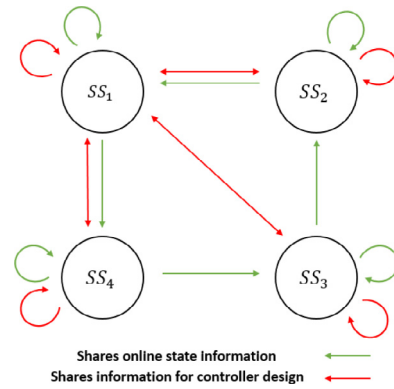 SS₁
SS₂
SS₄
SS₃
Shares online state information
Shares information for controller design